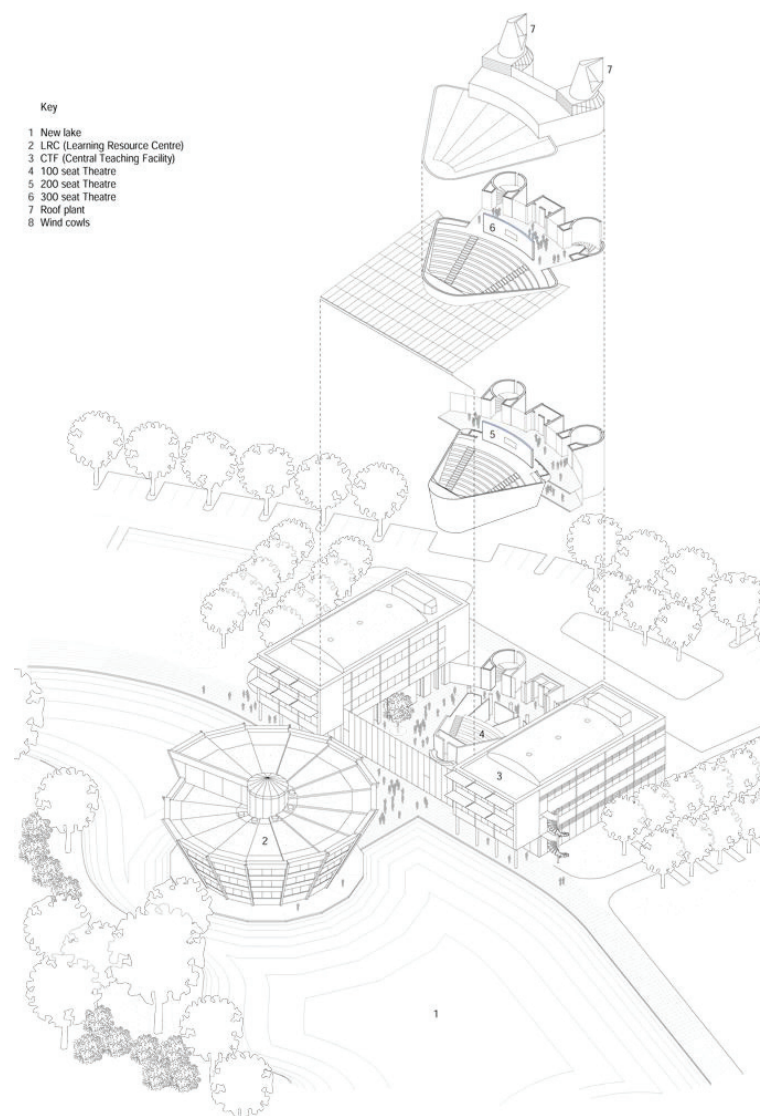 Key
1 New lake
2 LRC (Learning Resource Centre)
3 CTF (Central Teaching Facility)
4 100 seat Theatre
5 200 seat Theatre
6 300 seat Theatre
7 Roof plant
8 Wind cowls
7
7
6
5
4
3
2
1